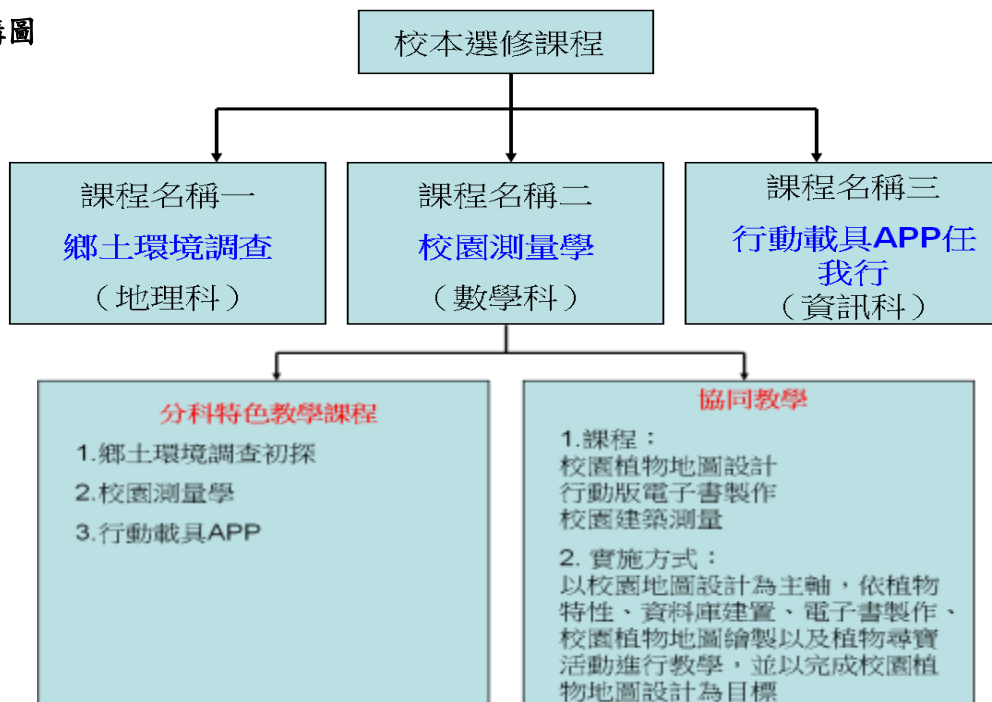 圖
校本選修課程
課程名稱一
鄉土環境調查
（地理科）
課程名稱二
校園測量學
（數學科）
課程名稱三
行動載具APP任
我行
（資訊科）
分科特色教學課程
1.鄉土環境調查初探
2.校園測量學
3.行動載具APP
協同教學
1.課程：
校園植物地圖設計
行動版電子書製作
校園建築測量
2. 實施方式：
以校園地圖設計為主軸，依植物
特性、資料庫建置、電子書製作、
校園植物地圖繪製以及植物尋寶
活動進行教學，並以完成校園植
物地圖設計為目標